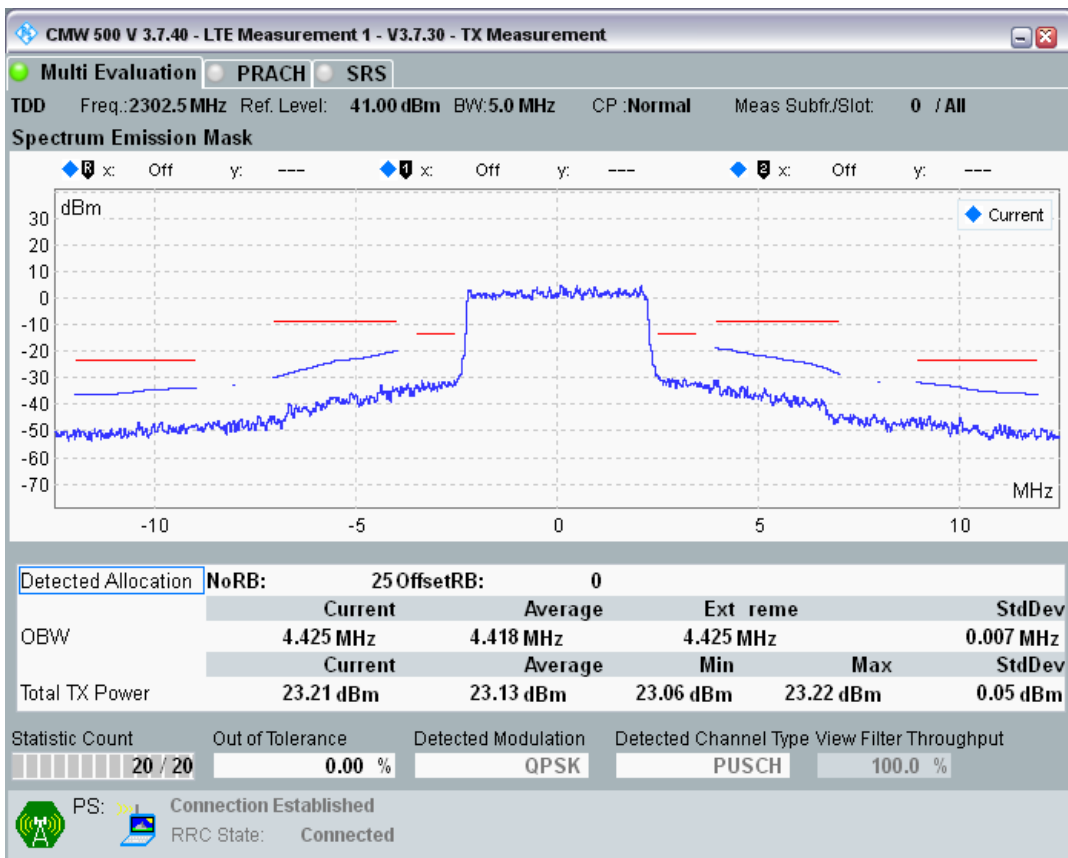 CMW 500 V 3.7.40 - LTE Measurement 1 - V3.7.30 - TX Measurement
Multi Evaluation PRACH SRS
TDD Freq.:2302.5 MHz Ref. Level: 41.00 dBm BW:5.0 MHz CP :Normal Meas Subfr./Slot: 0 / All
Spectrum Emission Mask
R x: Off y: --- 1 x: Off y: --- 2 x: Off y: ---
dBm
Current
30
20
10
0
-10
-20
-30
-40
-50
-60
-70
MHz
-10 -5 0 5 10
Detected Allocation NoRB: 25 OffsetRB: 0
Current Average Ext reme StdDev
OBW 4.425 MHz 4.418 MHz 4.425 MHz 0.007 MHz
Current Average Min Max StdDev
Total TX Power 23.21 dBm 23.13 dBm 23.06 dBm 23.22 dBm 0.05 dBm
Statistic Count Out of Tolerance Detected Modulation Detected Channel Type View Filter Throughput
20 / 20 0.00 % QPSK PUSCH 100.0 %
PS: Connection Established
RRC State: Connected